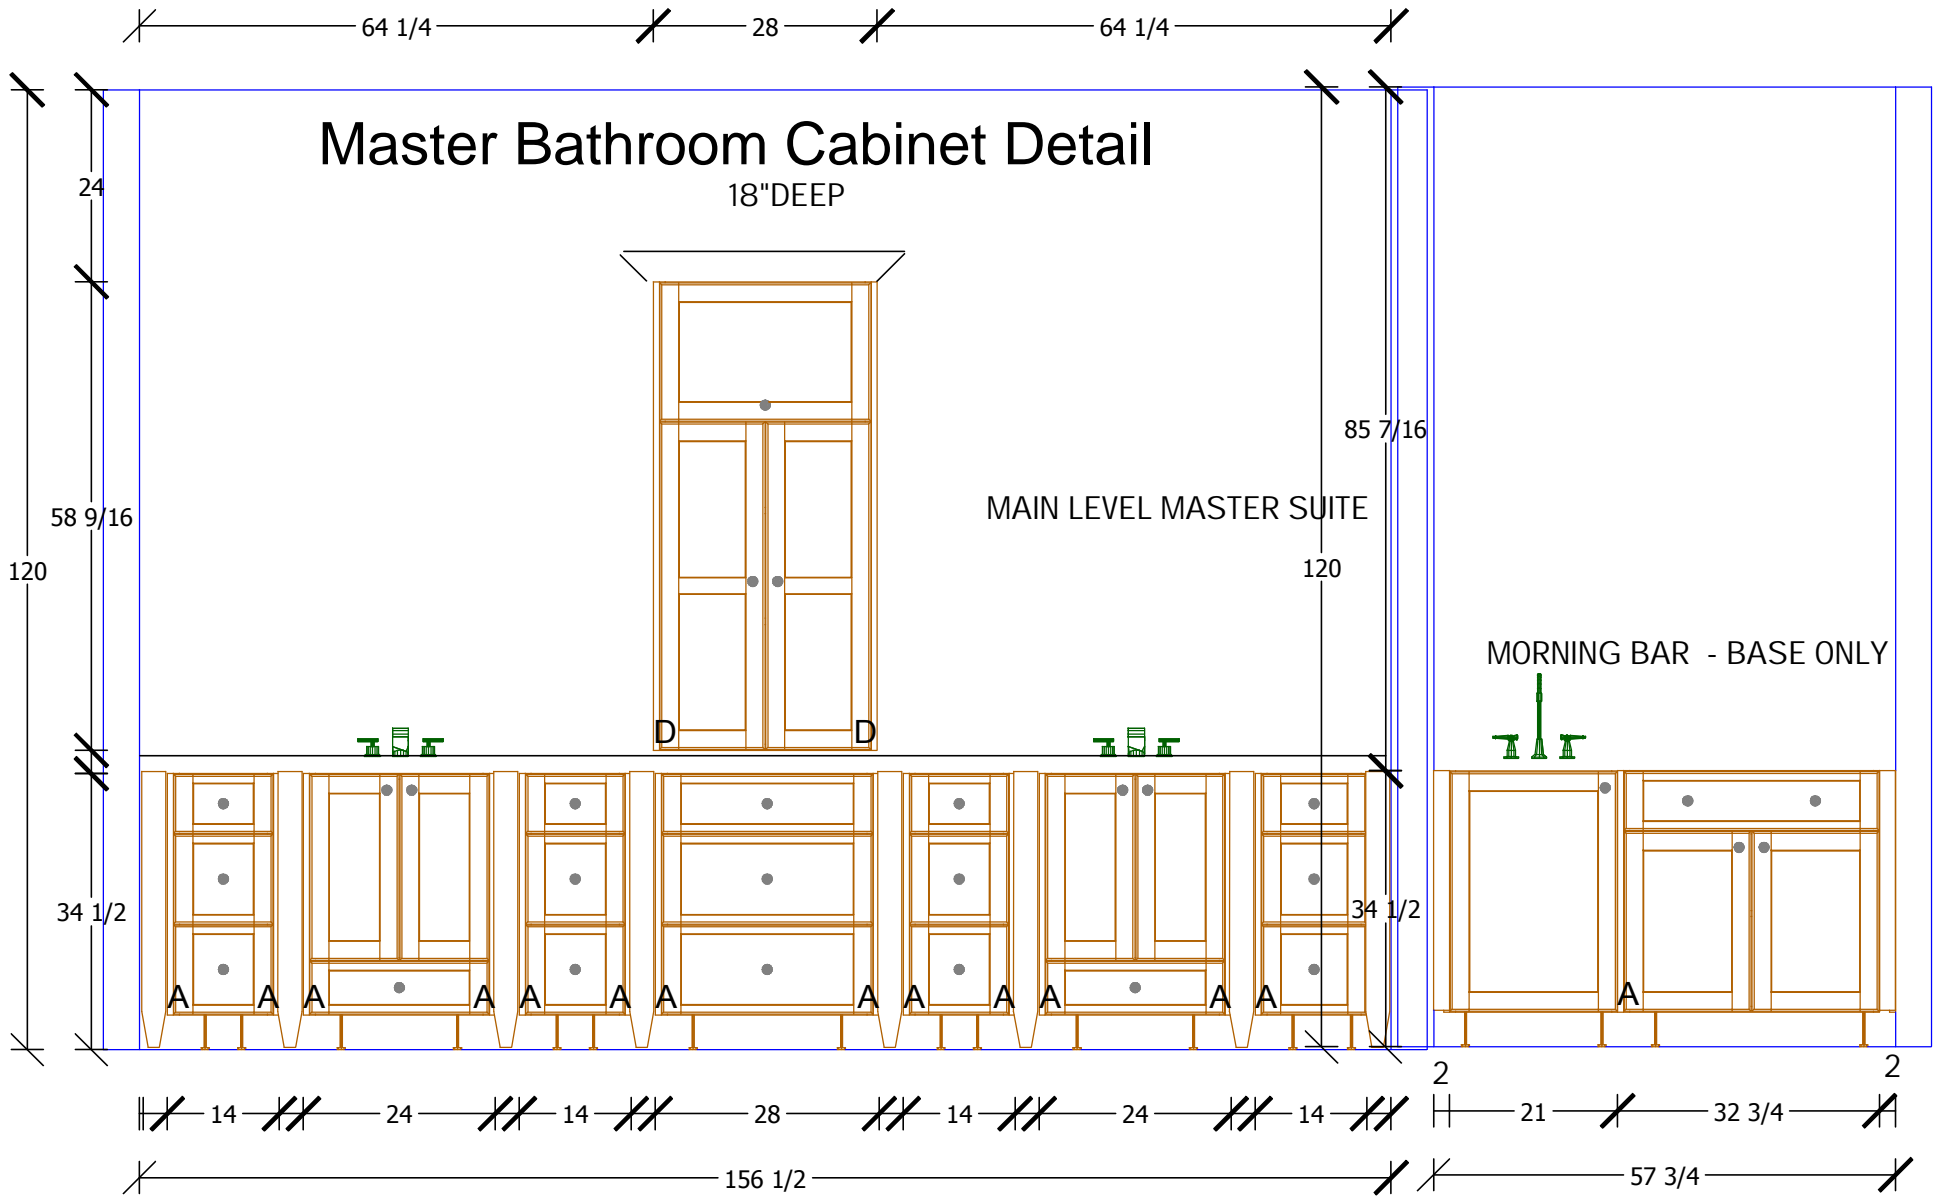 64 1/4 28 64 1/4
Master Bathroom Cabinet Detail
18"DEEP
24
85 7/16
MAIN LEVEL MASTER SUITE
58 9/16
120
120
MORNING BAR - BASE ONLY
D D
34 1/2
34 1/2
A A A A A A A A A A A A
A
2 2
14 24 14 28 14 24 14
21 32 3/4
156 1/2
57 3/4